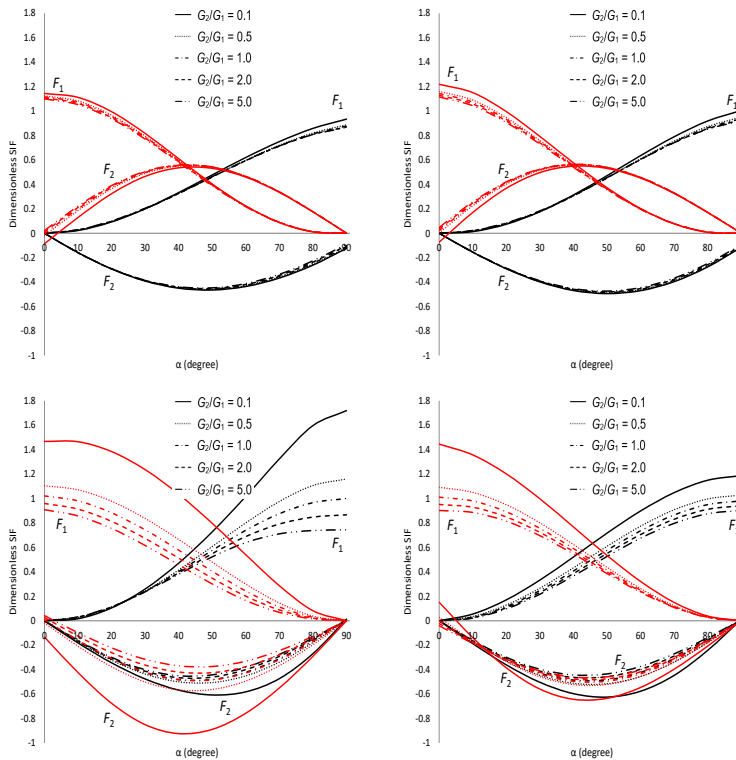 1.8
1.6
1.4
1.2
1
0.8
0.6
0.4
0.2
0
-0.2
-0.4
-0.6
-0.8
-1
Dimensionless SIF
0 10 20 30 40 50 60 70 80 90
α (degree)
G2/G1 = 0.1
G2/G1 = 0.5
G2/G1 = 1.0
G2/G1 = 2.0
G2/G1 = 5.0
F1
F1
F2
F2
1.8
1.6
1.4
1.2
1
0.8
0.6
0.4
0.2
0
-0.2
-0.4
-0.6
-0.8
-1
Dimensionless SIF
0 10 20 30 40 50 60 70 80
α (degree)
G2/G1 = 0.1
G2/G1 = 0.5
G2/G1 = 1.0
G2/G1 = 2.0
G2/G1 = 5.0
F1
F1
F2
F2
1.8
1.6
1.4
1.2
1
0.8
0.6
0.4
0.2
0
-0.2
-0.4
-0.6
-0.8
-1
Dimensionless SIF
0 10 20 30 40 50 60 70 80 90
α (degree)
G2/G1 = 0.1
G2/G1 = 0.5
G2/G1 = 1.0
G2/G1 = 2.0
G2/G1 = 5.0
F1
F1
F2
F2
1.8
1.6
1.4
1.2
1
0.8
0.6
0.4
0.2
0
-0.2
-0.4
-0.6
-0.8
-1
Dimensionless SIF
0 10 20 30 40 50 60 70 80
α (degree)
G2/G1 = 0.1
G2/G1 = 0.5
G2/G1 = 1.0
G2/G1 = 2.0
G2/G1 = 5.0
F1
F1
F2
F2